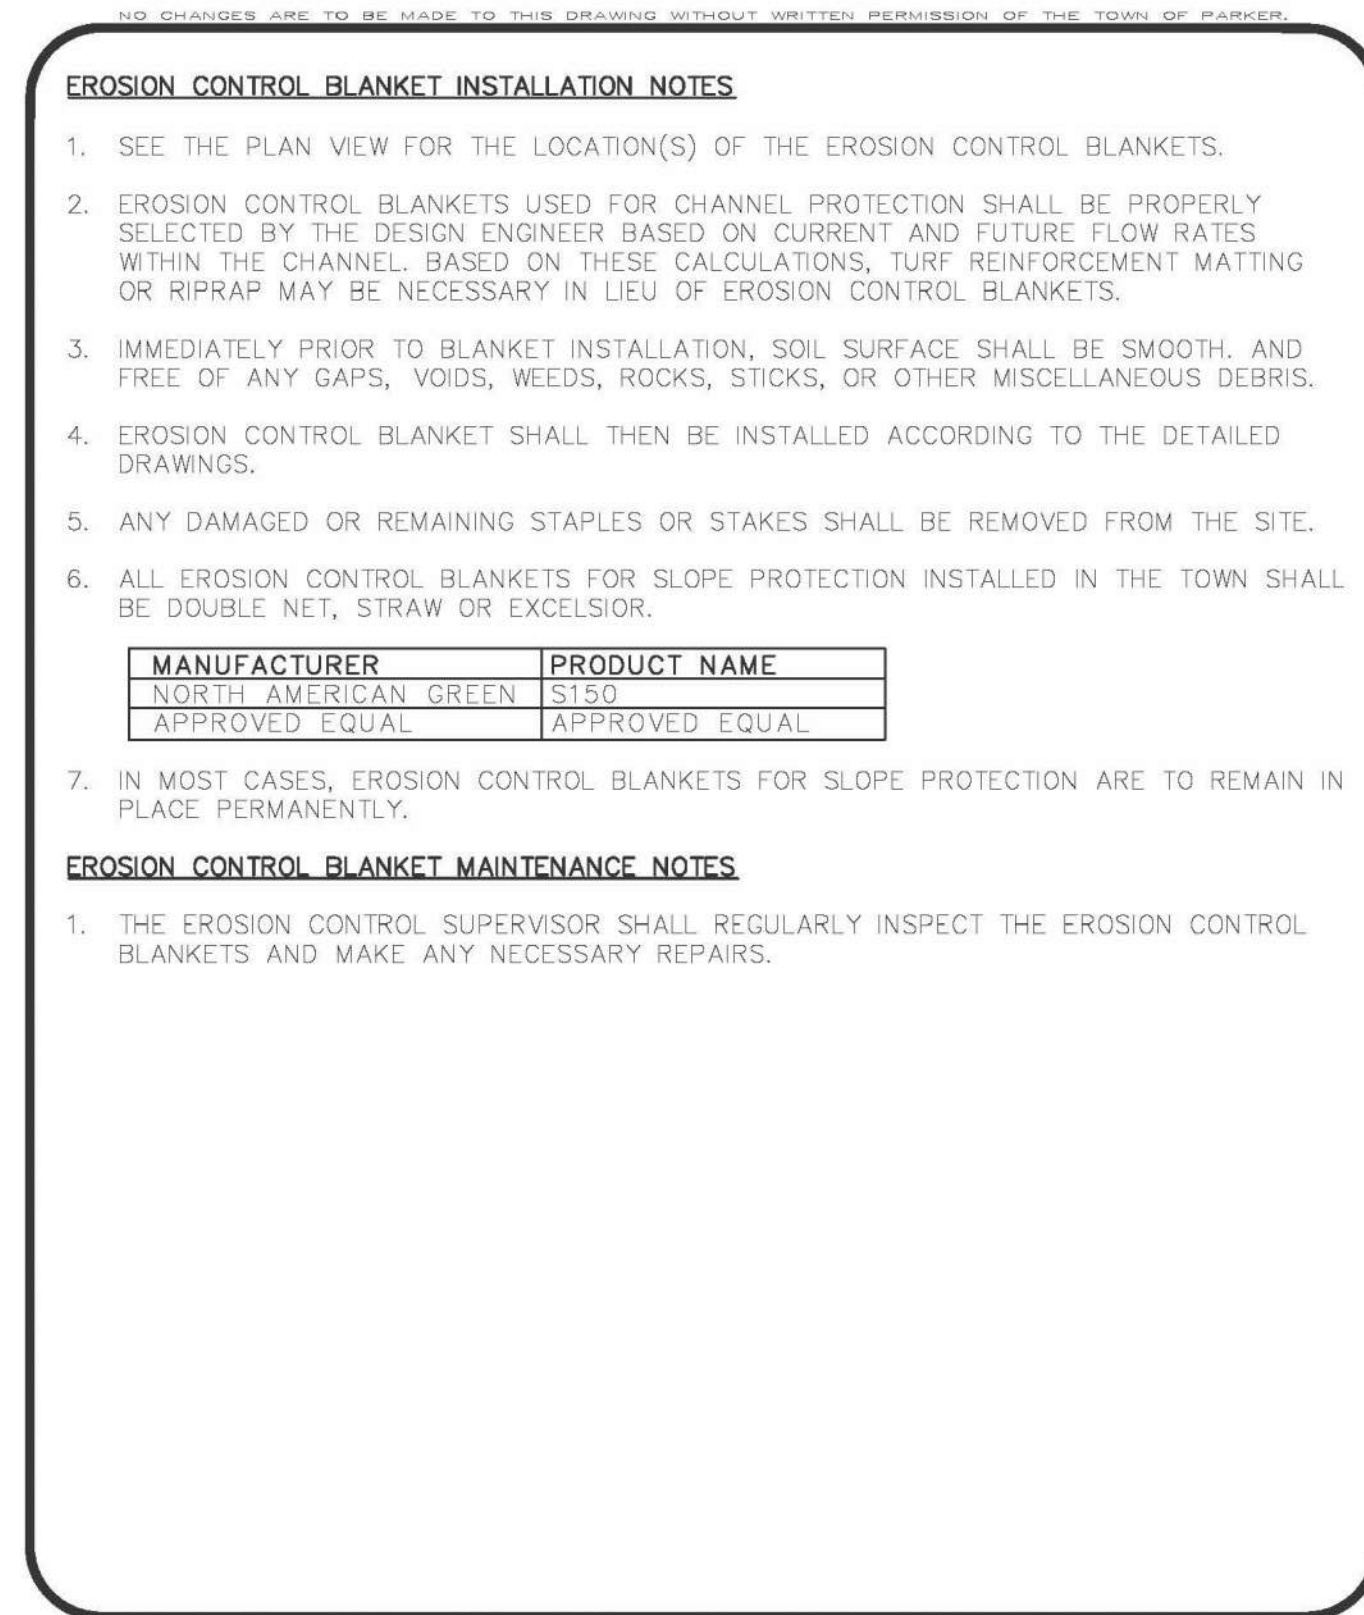 NO CHANGES ARE TO BE MADE TO THIS DRAWING WITHOUT WRITTEN PERMISSION OF THE TOWN OF PARKER.
EROSION CONTROL BLANKET INSTALLATION NOTES
1. SEE THE PLAN VIEW FOR THE LOCATION(S) OF THE EROSION CONTROL BLANKETS.
2. EROSION CONTROL BLANKETS USED FOR CHANNEL PROTECTION SHALL BE PROPERLY
SELECTED BY THE DESIGN ENGINEER BASED ON CURRENT AND FUTURE FLOW RATES
WITHIN THE CHANNEL. BASED ON THESE CALCULATIONS, TURF REINFORCEMENT MATTING
OR RIPRAP MAY BE NECESSARY IN LIEU OF EROSION CONTROL BLANKETS.
3. IMMEDIATELY PRIOR TO BLANKET INSTALLATION, SOIL SURFACE SHALL BE SMOOTH. AND
FREE OF ANY GAPS, VOIDS, WEEDS, ROCKS, STICKS, OR OTHER MISCELLANEOUS DEBRIS.
4. EROSION CONTROL BLANKET SHALL THEN BE INSTALLED ACCORDING TO THE DETAILED
DRAWINGS.
5. ANY DAMAGED OR REMAINING STAPLES OR STAKES SHALL BE REMOVED FROM THE SITE.
6. ALL EROSION CONTROL BLANKETS FOR SLOPE PROTECTION INSTALLED IN THE TOWN SHALL
BE DOUBLE NET, STRAW OR EXCELSIOR.
MANUFACTURER PRODUCT NAME
NORTH AMERICAN GREEN S150
APPROVED EQUAL APPROVED EQUAL
7. IN MOST CASES, EROSION CONTROL BLANKETS FOR SLOPE PROTECTION ARE TO REMAIN IN
PLACE PERMANENTLY.
EROSION CONTROL BLANKET MAINTENANCE NOTES
1. THE EROSION CONTROL SUPERVISOR SHALL REGULARLY INSPECT THE EROSION CONTROL
BLANKETS AND MAKE ANY NECESSARY REPAIRS.